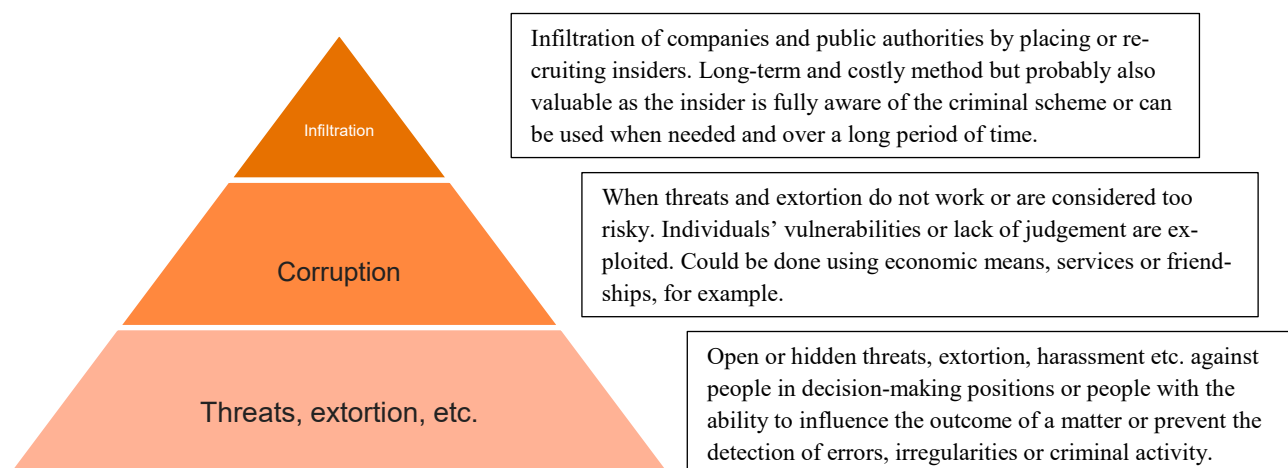 Infiltration
Infiltration of companies and public authorities by placing or re-
cruiting insiders. Long-term and costly method but probably also
valuable as the insider is fully aware of the criminal scheme or can
be used when needed and over a long period of time.
Corruption
When threats and extortion do not work or are considered too
risky. Individuals’ vulnerabilities or lack of judgement are ex-
ploited. Could be done using economic means, services or friend-
ships, for example.
Threats, extortion, etc.
Open or hidden threats, extortion, harassment etc. against
people in decision-making positions or people with the
ability to influence the outcome of a matter or prevent the
detection of errors, irregularities or criminal activity.